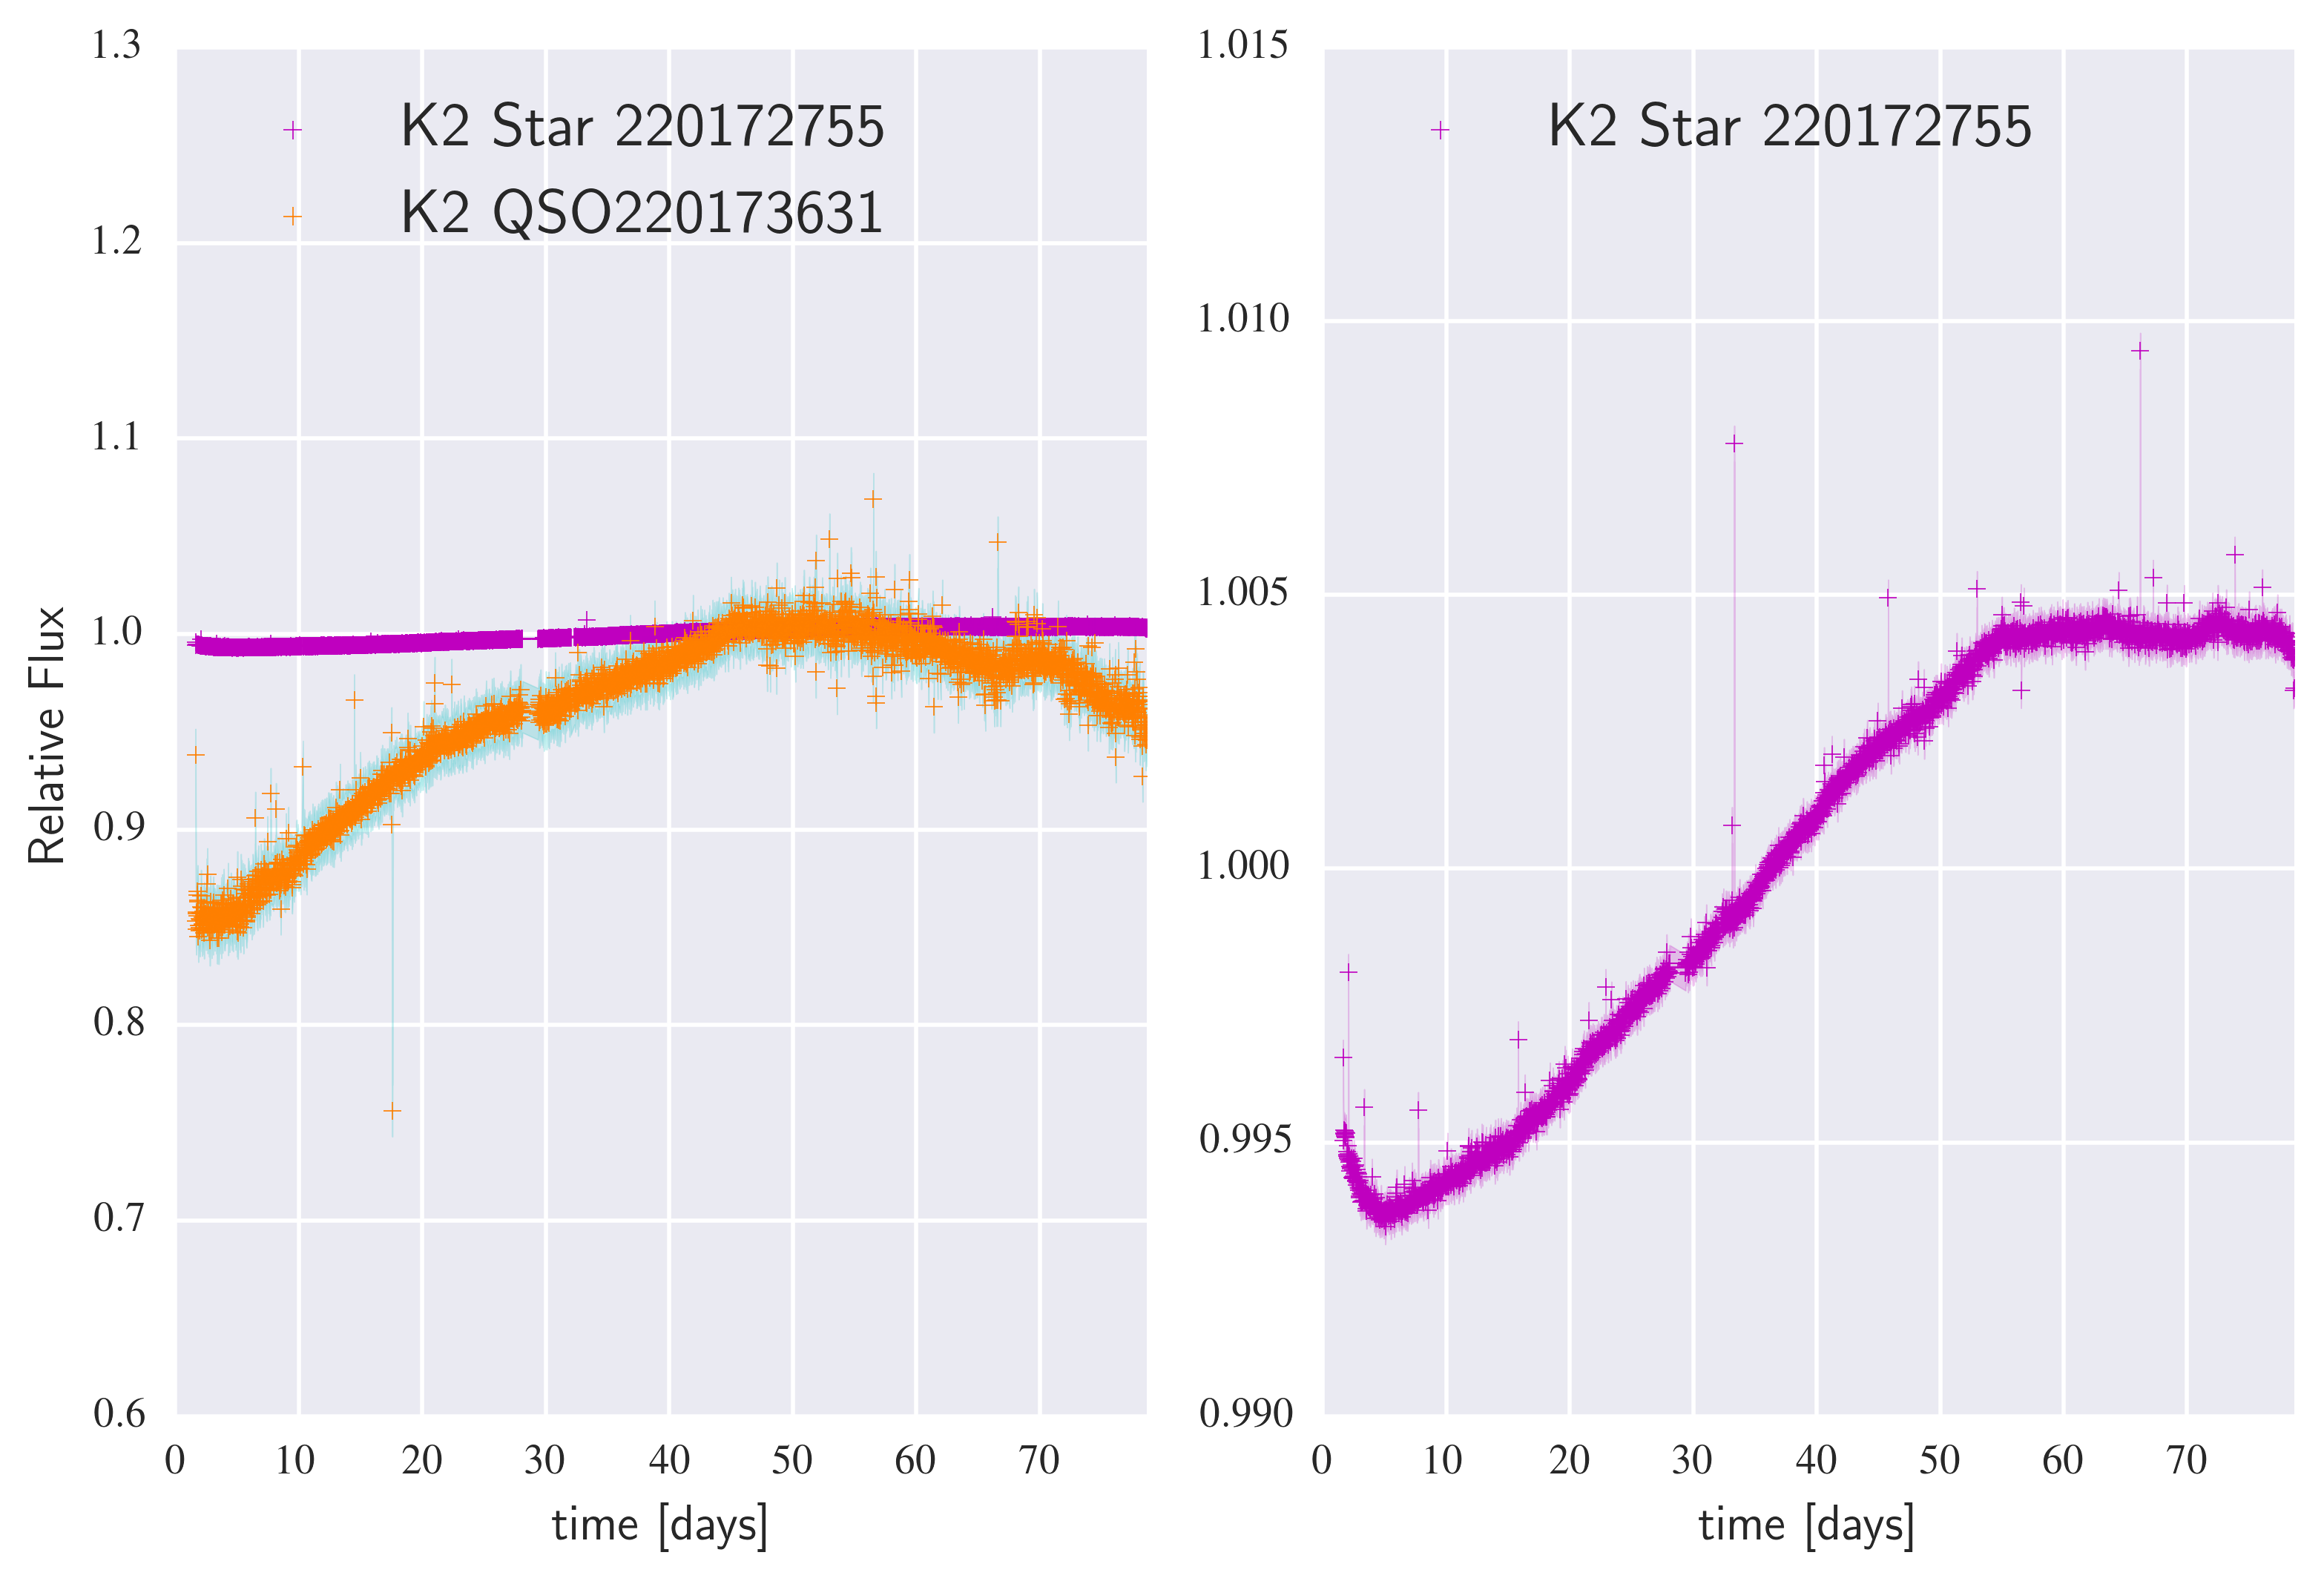 1.3
1.2
1.1
1.0
0.9
0.8
0.7
0.6
Relative Flux
K2 Star 220172755
K2 QSO220173631
0 10 20 30 40 50 60 70
time [days]
1.015
1.010
1.005
1.000
0.995
0.990
K2 Star 220172755
0 10 20 30 40 50 60 70
time [days]